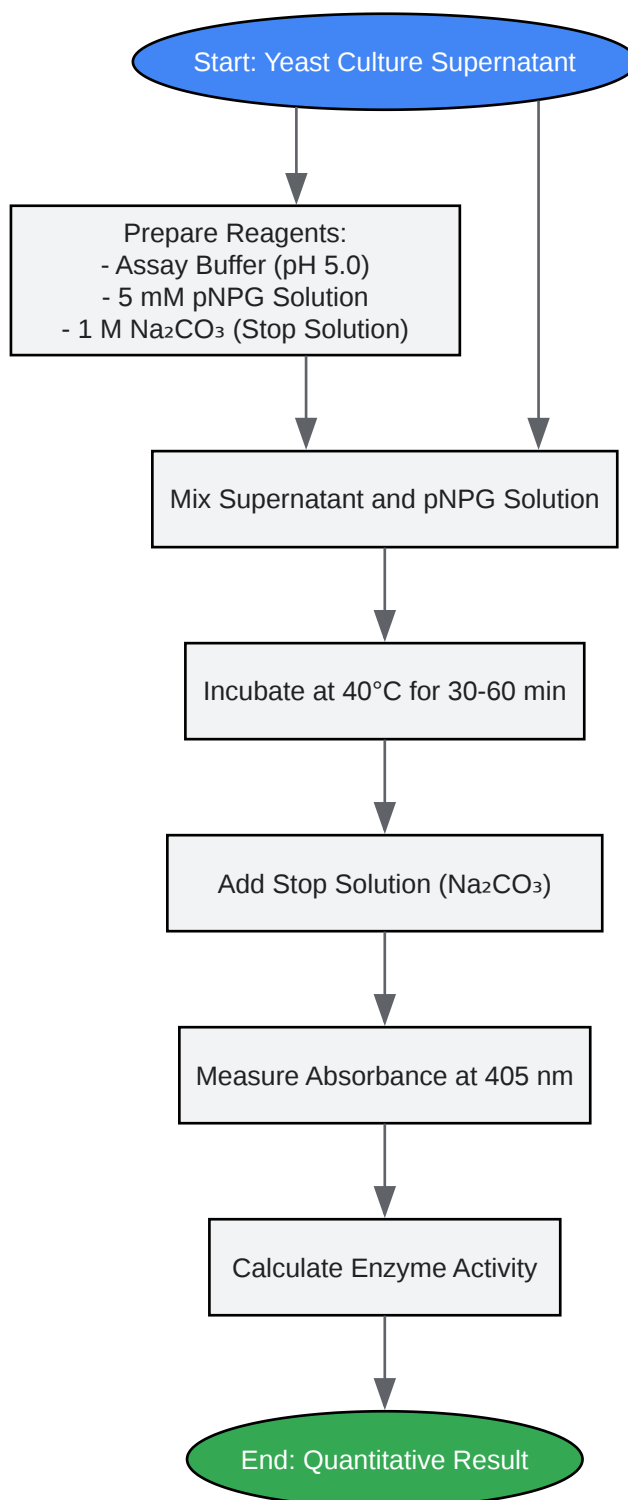 Start: Yeast Culture Supernatant
Prepare Reagents:
- Assay Buffer (pH 5.0)
- 5 mM pNPG Solution
- 1 M Na₂CO₃ (Stop Solution)
Mix Supernatant and pNPG Solution
Incubate at 40°C for 30-60 min
Add Stop Solution (Na₂CO₃)
Measure Absorbance at 405 nm
Calculate Enzyme Activity
End: Quantitative Result